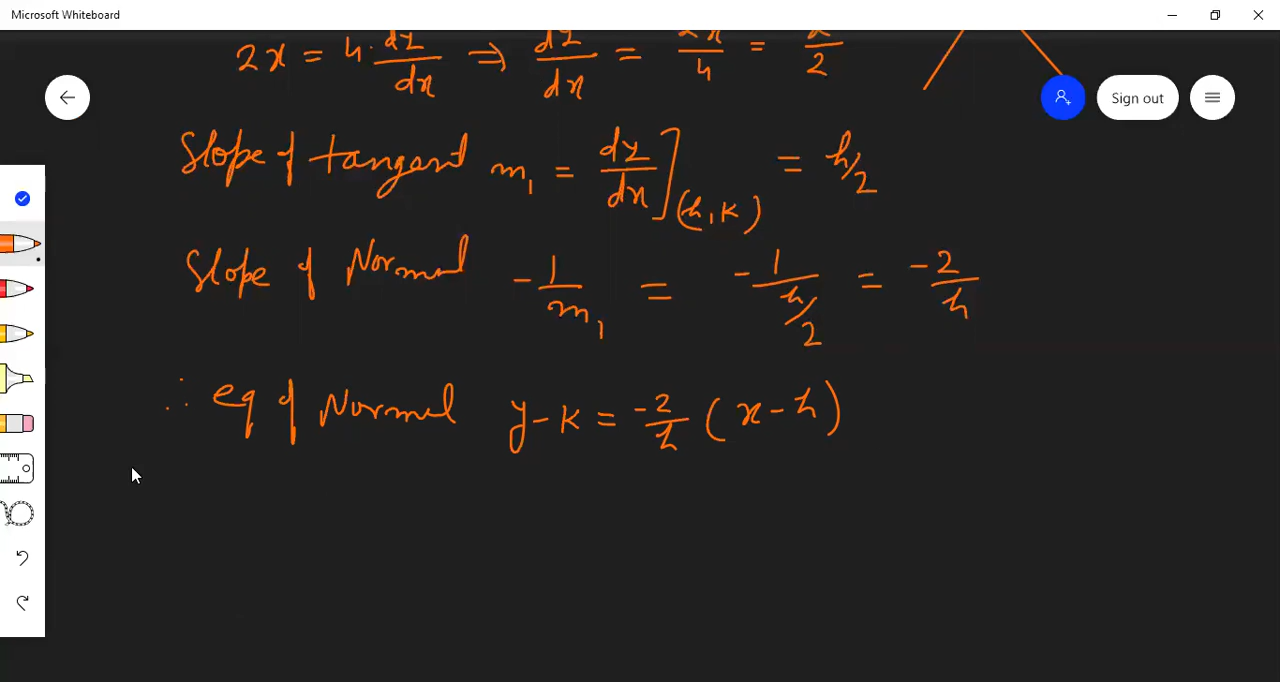 Microsoft Whiteboard
2x = 4 · dy/dx ⇒ dy/dx = 2x/4 = x/2
Sign out
Slope of tangent m₁ = dy/dx](h,k) = h/2
Slope of Normal -1/m₁ = -1/(h/2) = -2/h
∴ eq of Normal y-k = -2/h (x-h)